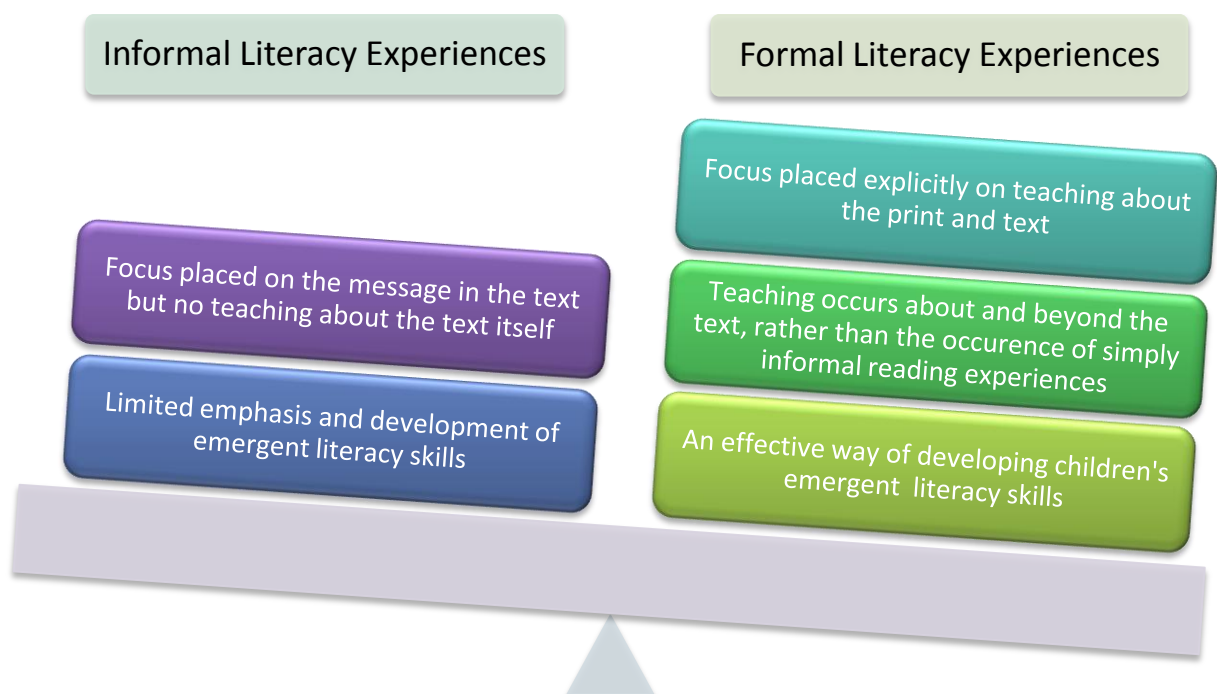 Informal Literacy Experiences
Focus placed on the message in the text
but no teaching about the text itself
Limited emphasis and development of
emergent literacy skills
Formal Literacy Experiences
Focus placed explicitly on teaching about
the print and text
Teaching occurs about and beyond the
text, rather than the occurence of simply
informal reading experiences
An effective way of developing children's
emergent literacy skills